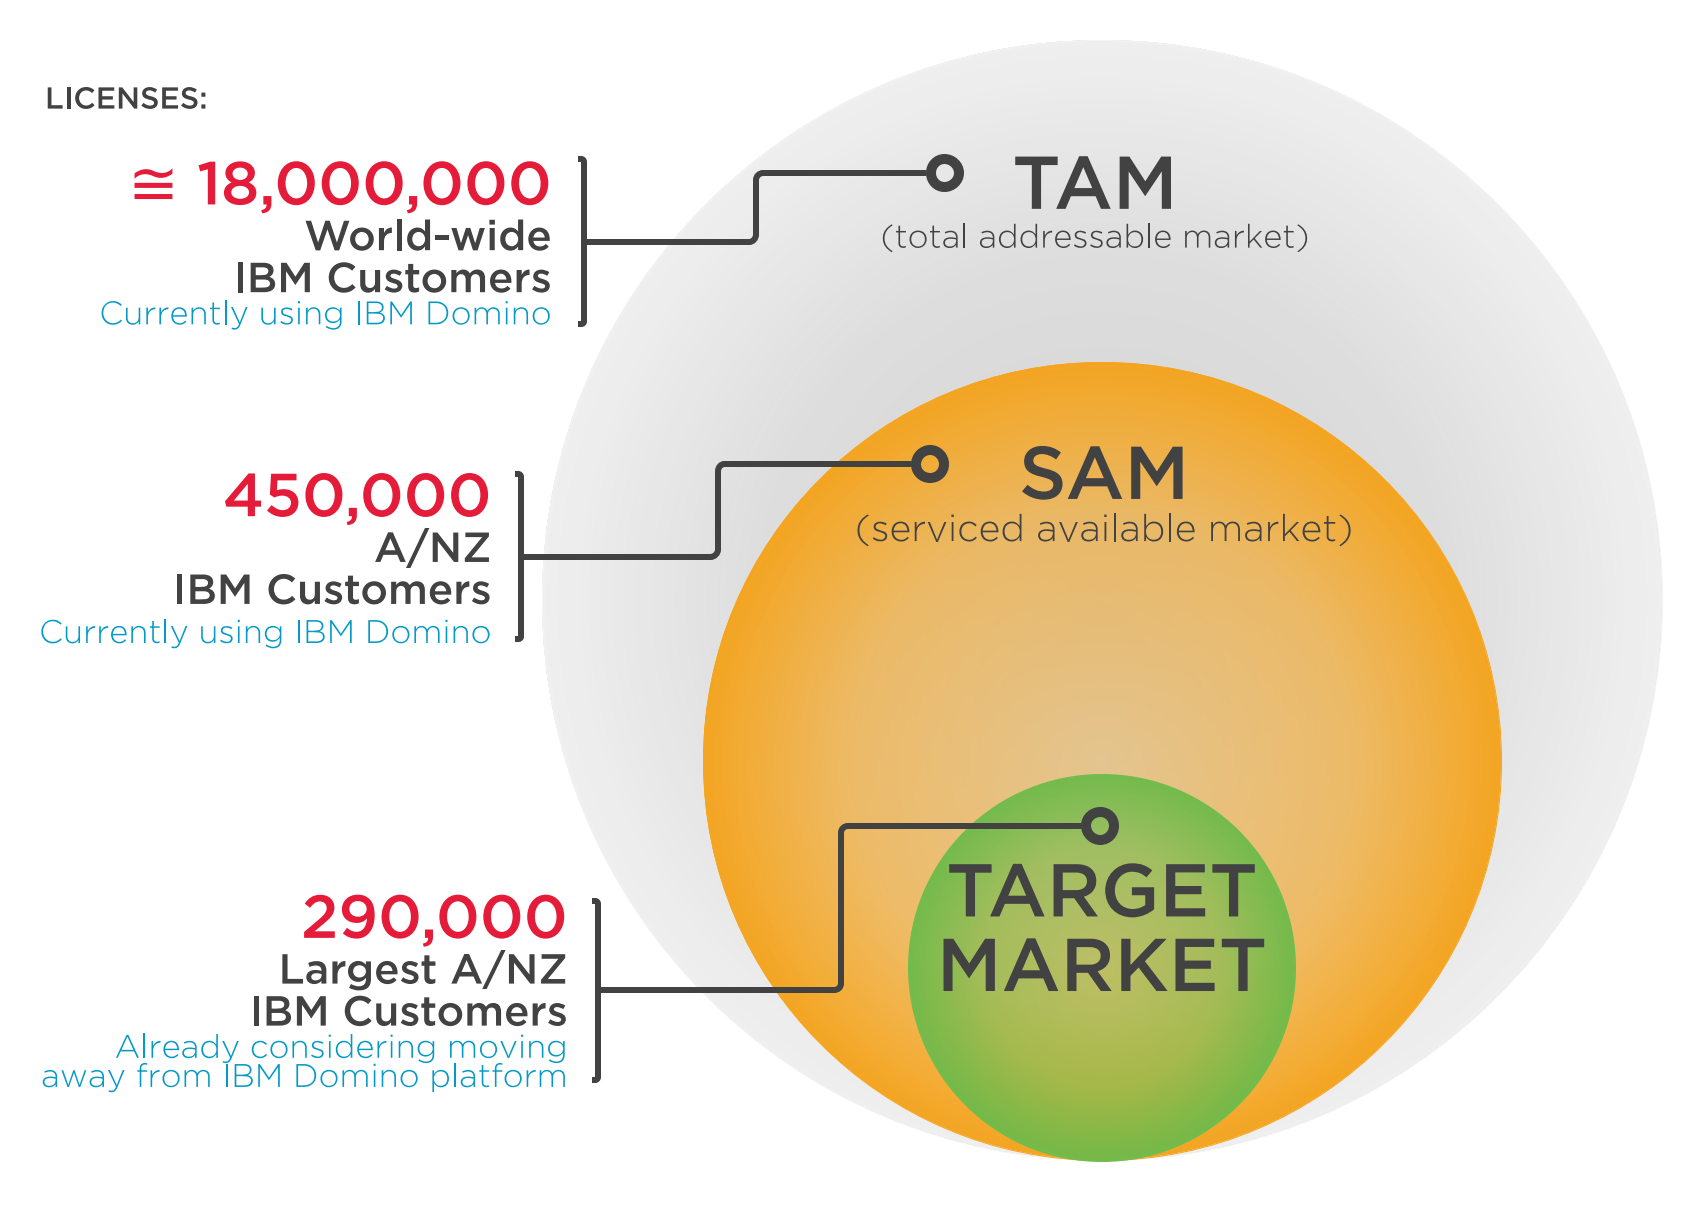 LICENSES:
≅ 18,000,000
World-wide
IBM Customers
Currently using IBM Domino
TAM
(total addressable market)
450,000
A/NZ
IBM Customers
Currently using IBM Domino
SAM
(serviced available market)
290,000
Largest A/NZ
IBM Customers
Already considering moving
away from IBM Domino platform
TARGET
MARKET